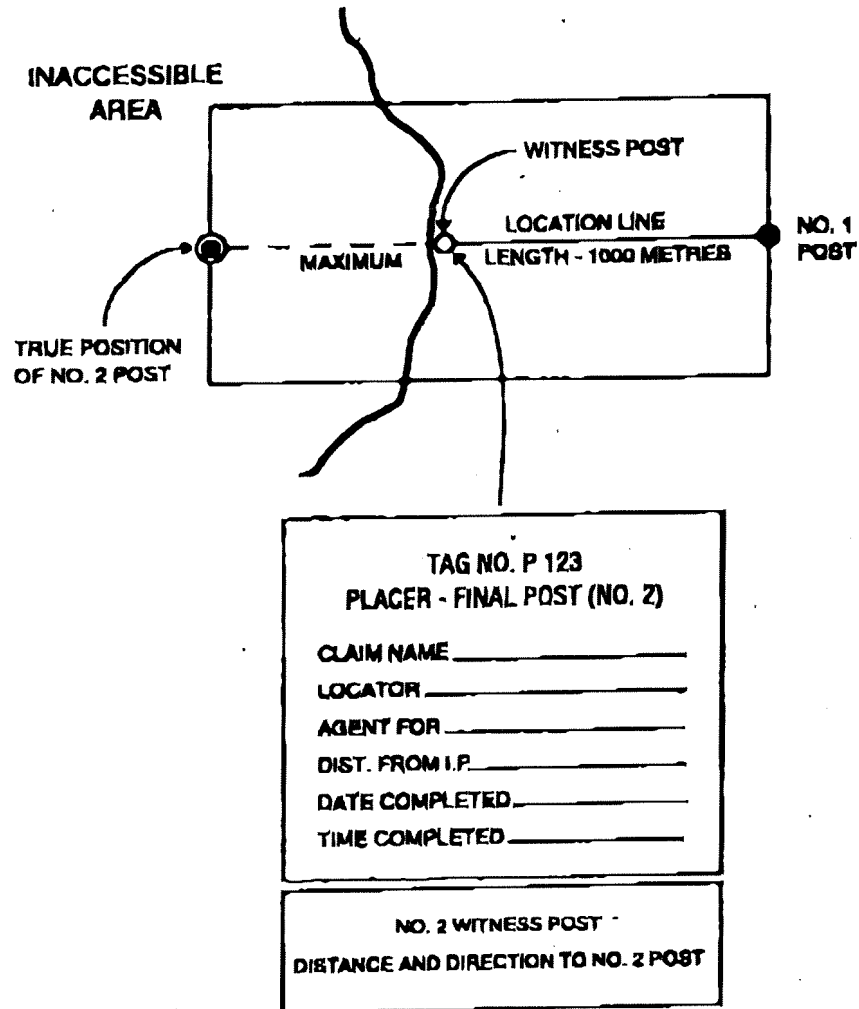 INACCESSIBLE
AREA
WITNESS POST
LOCATION LINE
NO. 1
POST
MAXIMUM
LENGTH - 1000 METRES
TRUE POSITION
OF NO. 2 POST
TAG NO. P 123
PLACER - FINAL POST (NO. 2)
CLAIM NAME
LOCATOR
AGENT FOR
DIST. FROM I.P.
DATE COMPLETED
TIME COMPLETED
NO. 2 WITNESS POST
DISTANCE AND DIRECTION TO NO. 2 POST